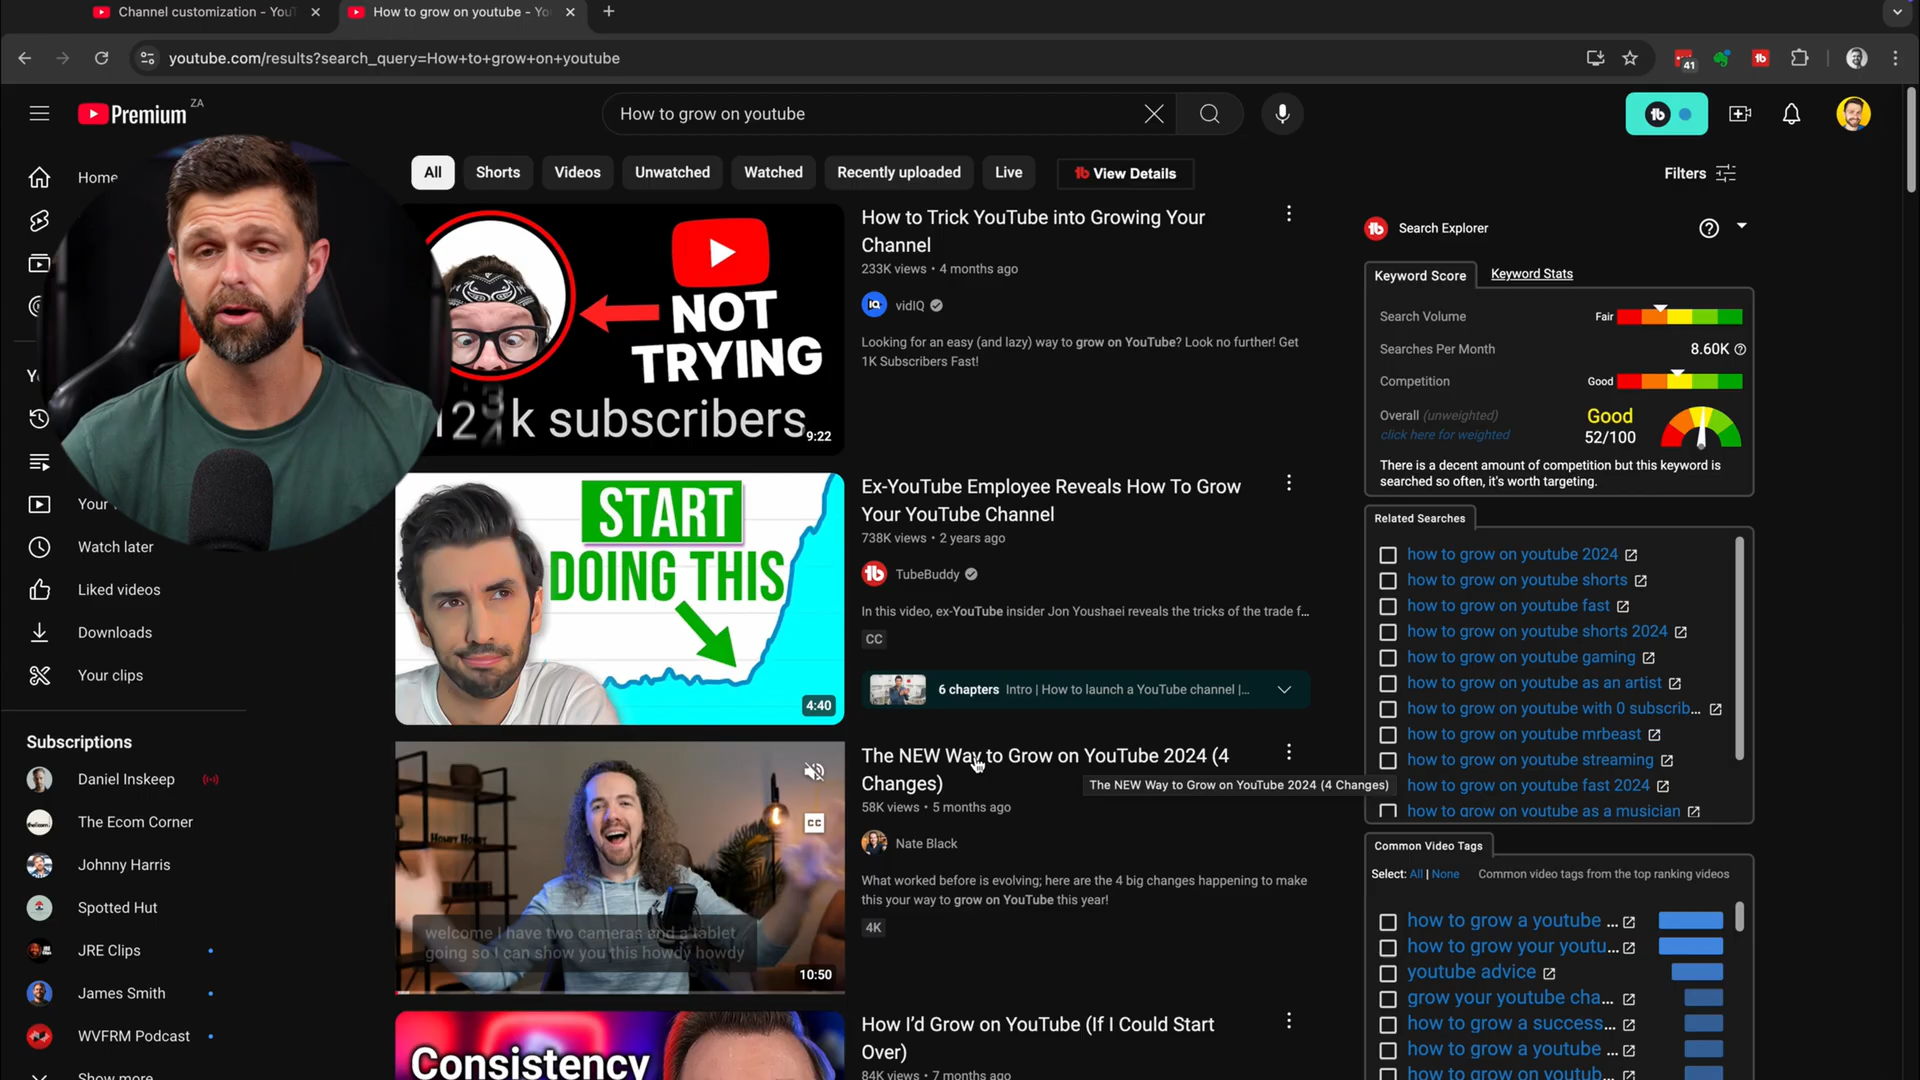 Channel customization - YouT
How to grow on youtube - Yo
youtube.com/results?search_query=How+to+grow+on+youtube
41
Premium
ZA
How to grow on youtube
Home
All
Shorts
Videos
Unwatched
Watched
Recently uploaded
Live
View Details
Filters
NOT
TRYING
k subscribers
9:22
How to Trick YouTube into Growing Your
Channel
233K views • 4 months ago
vidIQ
Looking for an easy (and lazy) way to grow on YouTube? Look no further! Get
1K Subscribers Fast!
START
DOING THIS
4:40
Ex-YouTube Employee Reveals How To Grow
Your YouTube Channel
738K views • 2 years ago
TubeBuddy
In this video, ex-YouTube insider Jon Youshaei reveals the tricks of the trade f...
CC
6 chapters Intro | How to launch a YouTube channel |...
CC
welcome I have two cameras and a tablet
going so I can show you this howdy howdy
10:50
The NEW Way to Grow on YouTube 2024 (4
Changes)
The NEW Way to Grow on YouTube 2024 (4 Changes)
58K views • 5 months ago
Nate Black
What worked before is evolving; here are the 4 big changes happening to make
this your way to grow on YouTube this year!
4K
Consistency
How I'd Grow on YouTube (If I Could Start
Over)
84K views • 7 months ago
Your
Watch later
Liked videos
Downloads
Your clips
Subscriptions
Daniel Inskeep
The Ecom Corner
Johnny Harris
Spotted Hut
JRE Clips
James Smith
WVFRM Podcast
Show more
Search Explorer
Keyword Score
Keyword Stats
Search Volume
Fair
Searches Per Month
8.60K
Competition
Good
Overall (unweighted)
click here for weighted
Good
52/100
There is a decent amount of competition but this keyword is
searched so often, it's worth targeting.
Related Searches
how to grow on youtube 2024
how to grow on youtube shorts
how to grow on youtube fast
how to grow on youtube shorts 2024
how to grow on youtube gaming
how to grow on youtube as an artist
how to grow on youtube with 0 subscrib...
how to grow on youtube mrbeast
how to grow on youtube streaming
how to grow on youtube fast 2024
how to grow on youtube as a musician
Common Video Tags
Select: All | None
Common video tags from the top ranking videos
how to grow a youtube ...
how to grow your youtu...
youtube advice
grow your youtube cha...
how to grow a success...
how to grow a youtube ...
how to grow on youtub...